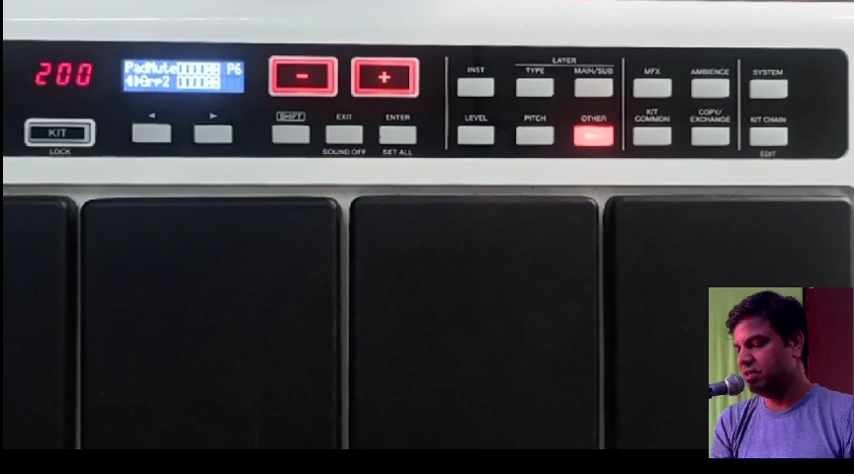 200
PadMute P6
Grp2
- +
KIT
LOCK
SHIFT EXIT ENTER
SOUND OFF SET ALL
LAYER
INST TYPE MAIN/SUB
LEVEL PITCH OTHER
MFX AMBIENCE SYSTEM
KIT COMMON COPY/EXCHANGE KIT CHAIN
EDIT